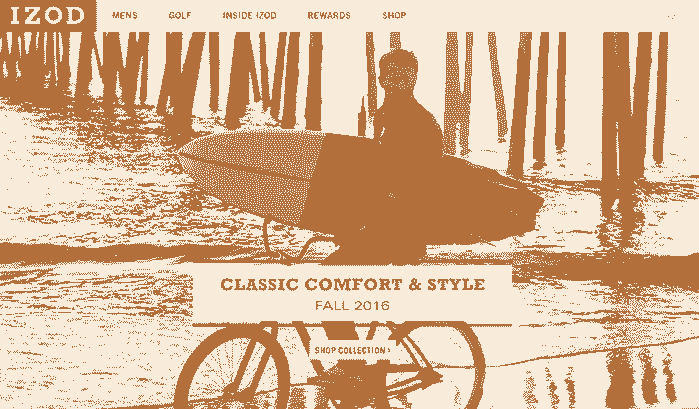 IZOD
MENS GOLF INSIDE IZOD REWARDS SHOP
CLASSIC COMFORT & STYLE
FALL 2016
SHOP COLLECTION ›